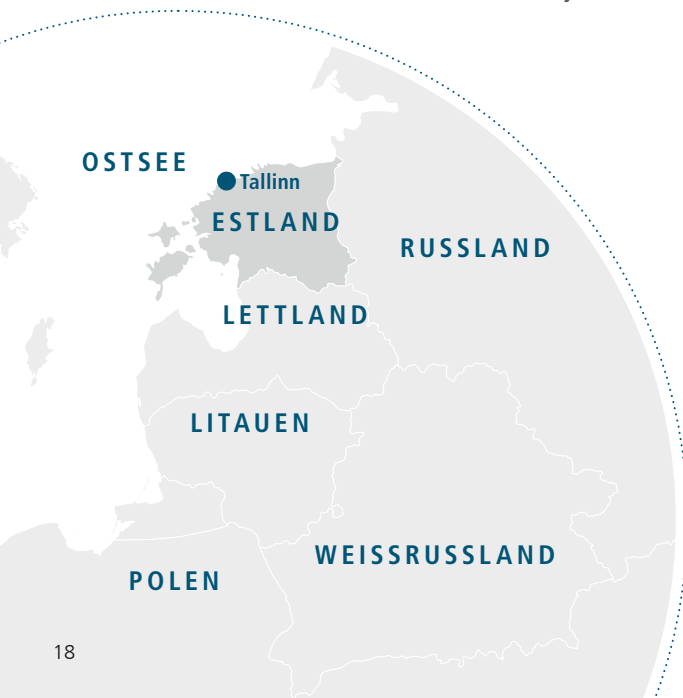 OSTSEE
Tallinn
ESTLAND
RUSSLAND
LETTLAND
LITAUEN
WEISSRUSSLAND
POLEN
18